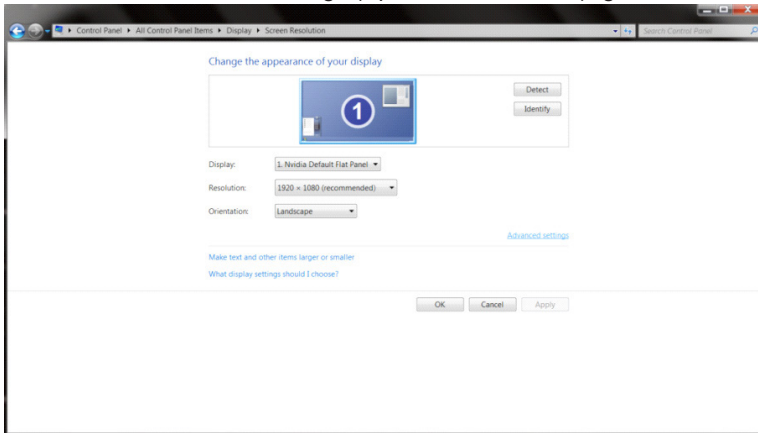 Control Panel ▸ All Control Panel Items ▸ Display ▸ Screen Resolution
Search Control Panel
Change the appearance of your display
1
Detect
Identify
Display: 1. Nvidia Default Flat Panel
Resolution: 1920 × 1080 (recommended)
Orientation: Landscape
Advanced settings
Make text and other items larger or smaller
What display settings should I choose?
OK Cancel Apply